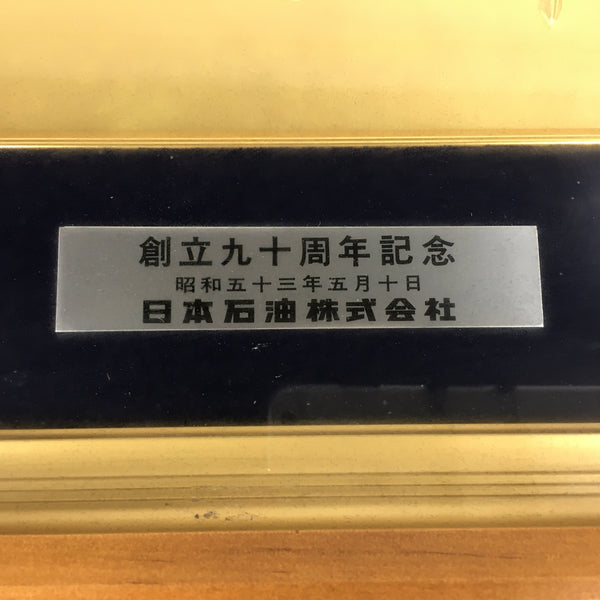 創立九十周年記念
昭和五十三年五月十日
日本石油株式会社